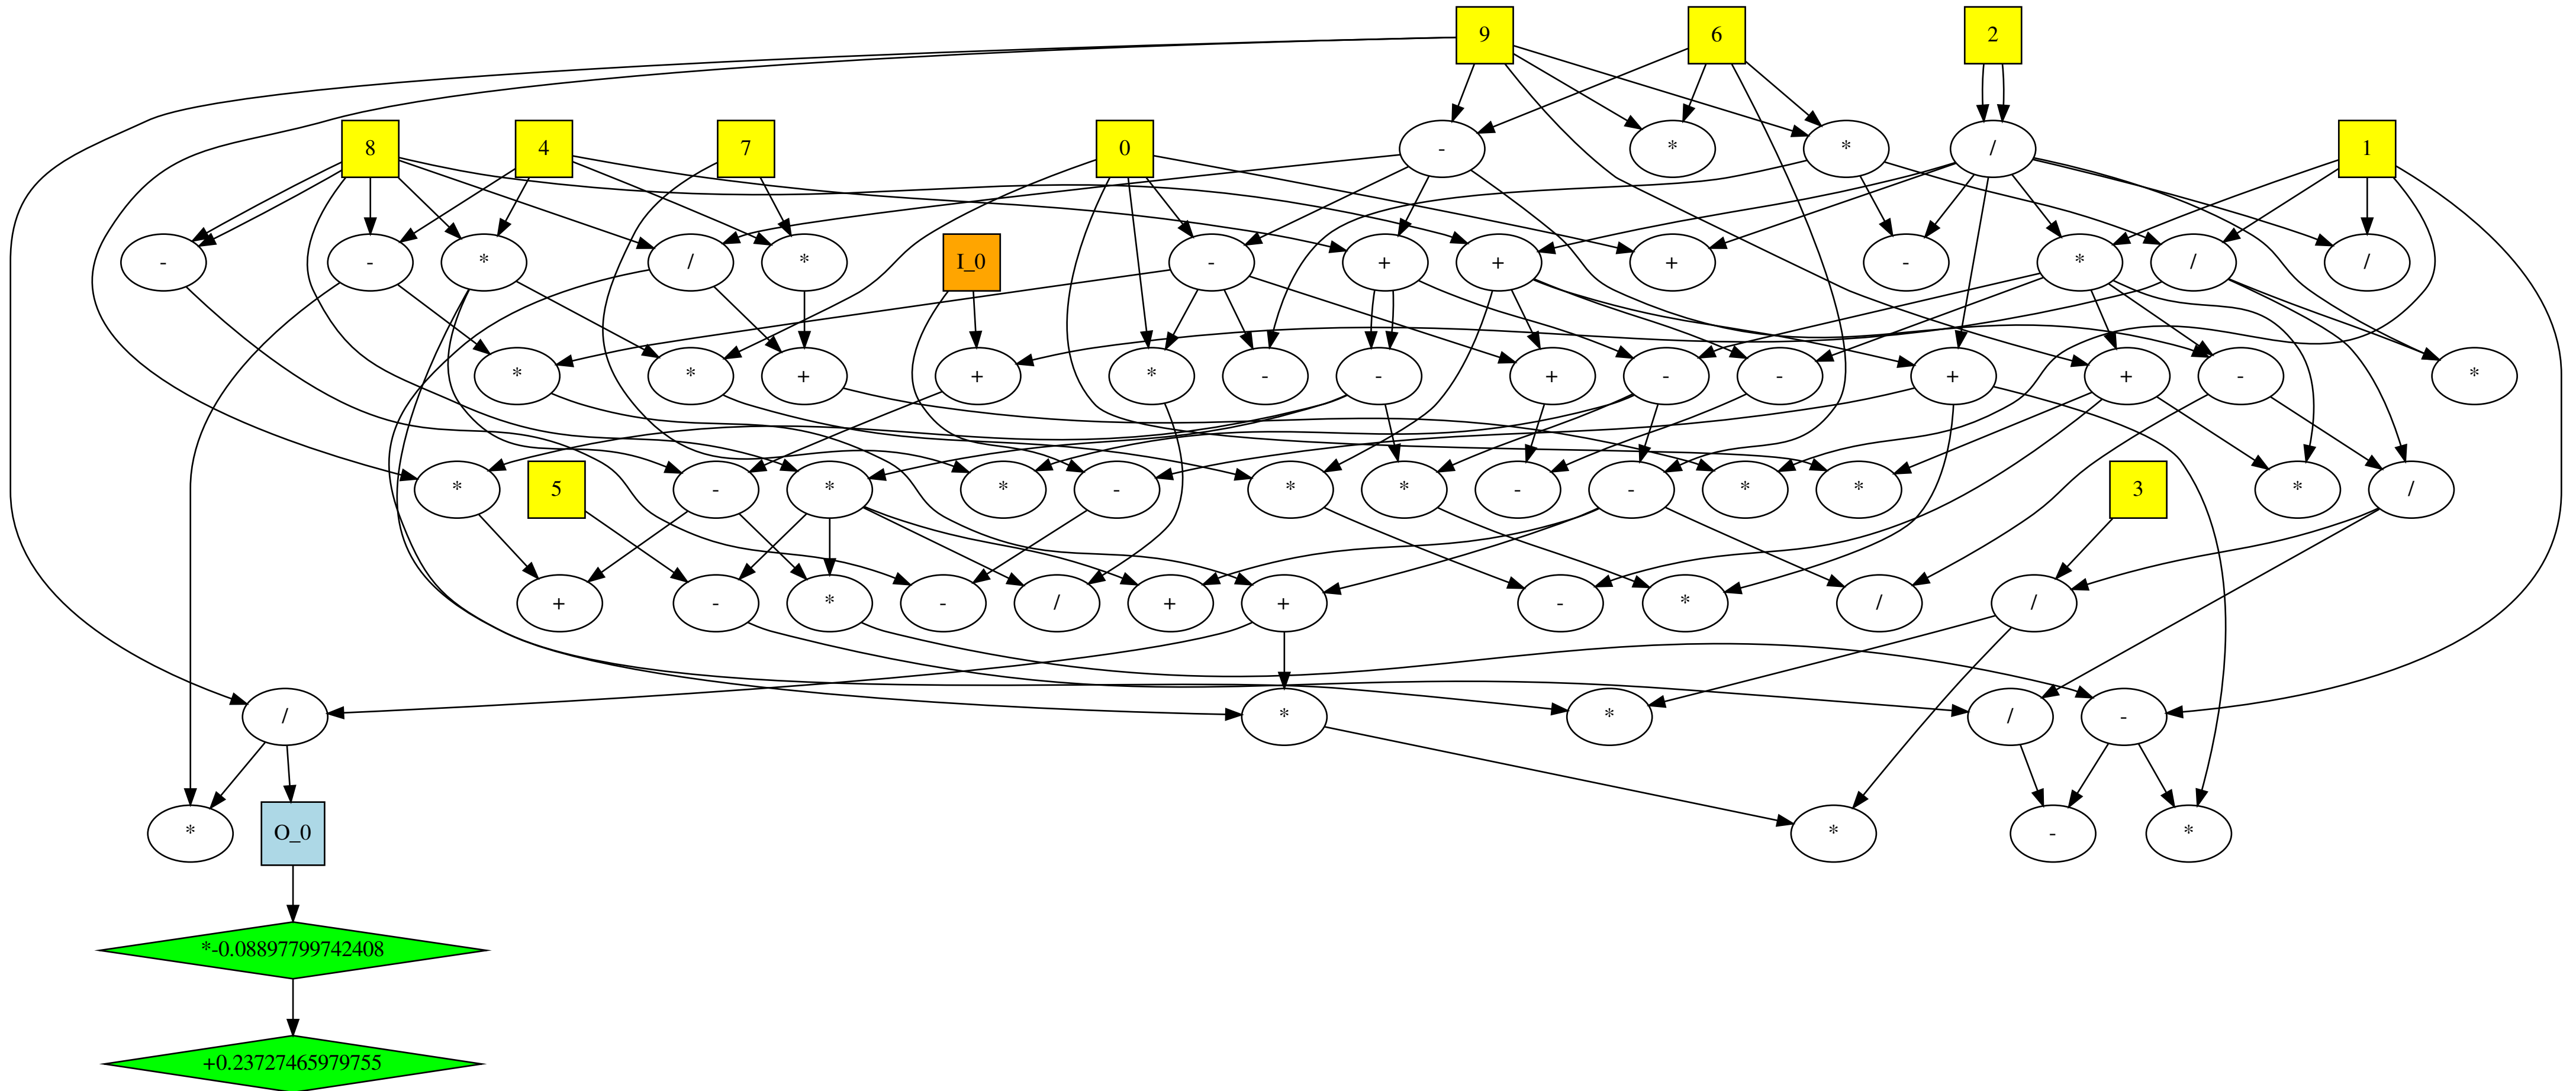 9 6 2
8 4 7 0 - * * / 1
- - * / * I_0 - + + + - * / /
* * + + * - - + - - + + - *
* 5 - * * - * * - - * * 3 * /
+ - * - / + + - * / /
/ * * / -
* O_0 * - *
*-0.08897799742408
+0.23727465979755